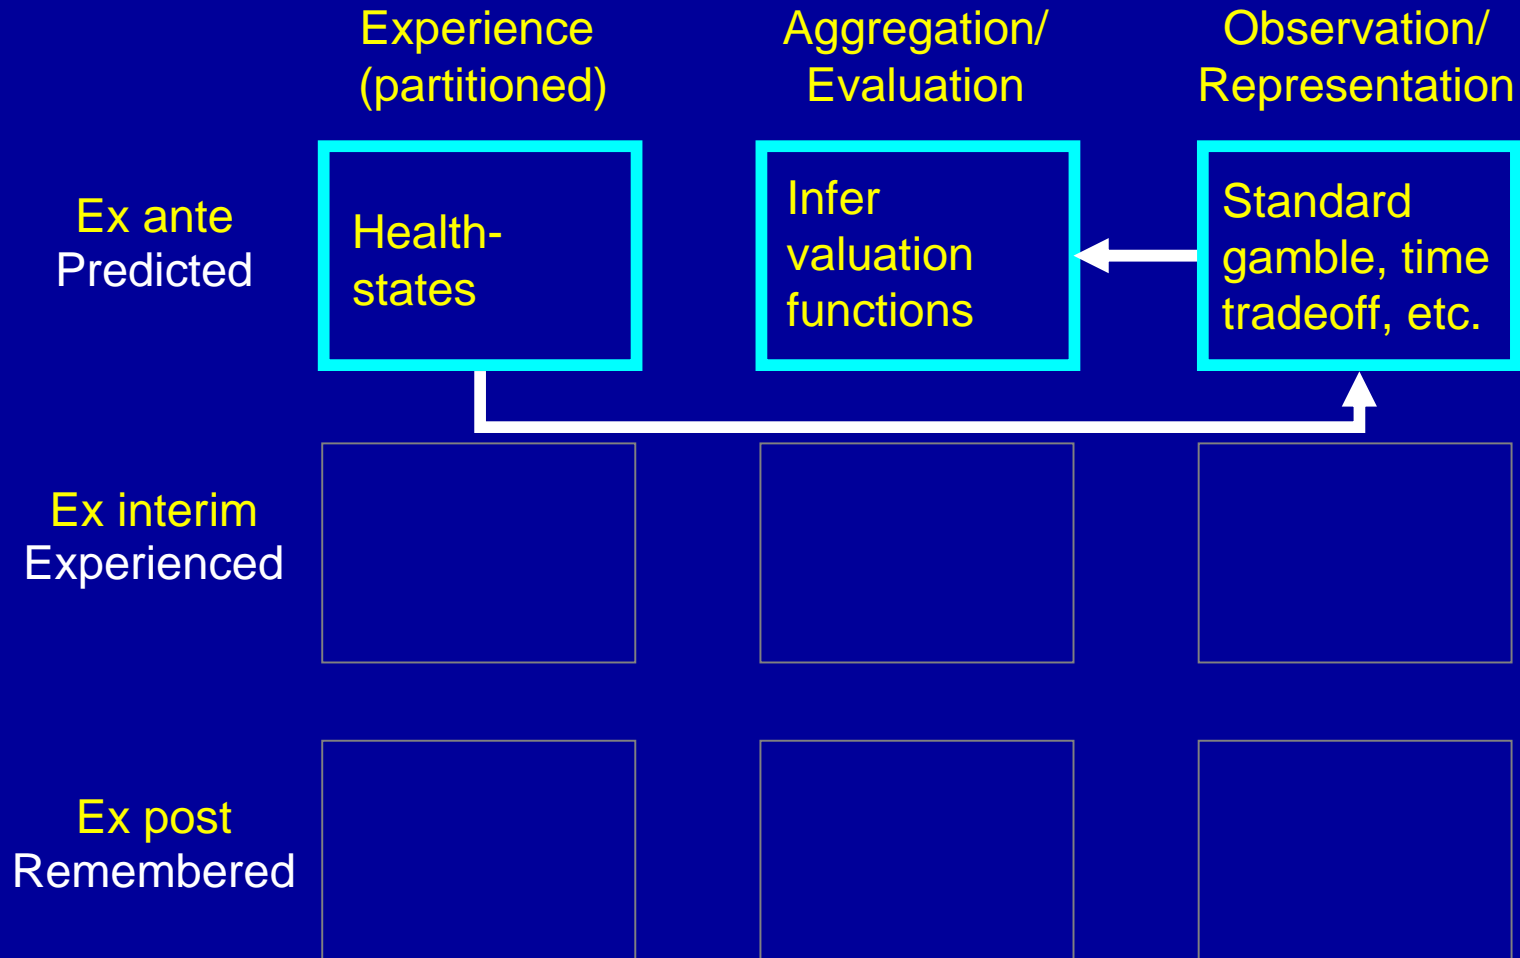 Experience
(partitioned)
Aggregation/
Evaluation
Observation/
Representation
Ex ante
Predicted
Health-
states
Infer
valuation
functions
Standard
gamble, time
tradeoff, etc.
Ex interim
Experienced
Ex post
Remembered